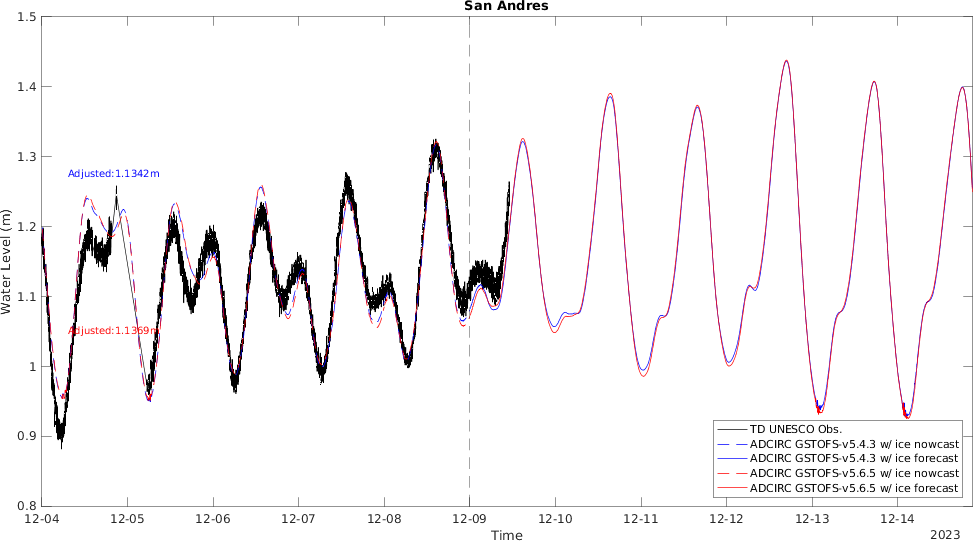 San Andres
1.5
1.4
1.3
1.2
1.1
1
0.9
0.8
Water Level (m)
Adjusted:1.1342m
Adjusted:1.1369m
TD UNESCO Obs.
ADCIRC GSTOFS-v5.4.3 w/ ice nowcast
ADCIRC GSTOFS-v5.4.3 w/ ice forecast
ADCIRC GSTOFS-v5.6.5 w/ ice nowcast
ADCIRC GSTOFS-v5.6.5 w/ ice forecast
12-04 12-05 12-06 12-07 12-08 12-09 12-10 12-11 12-12 12-13 12-14
Time
2023